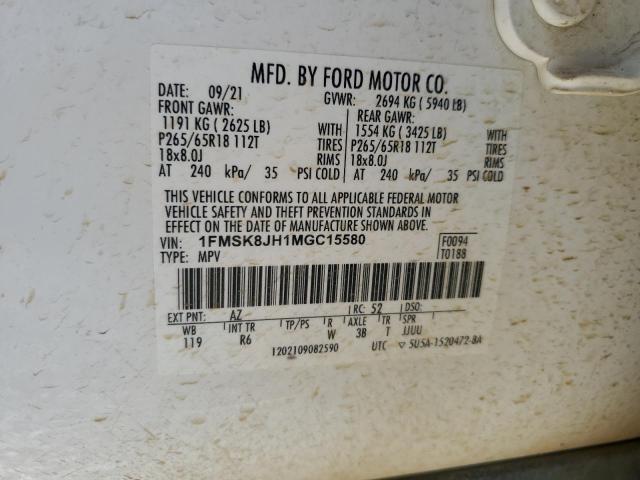 MFD. BY FORD MOTOR CO.
DATE: 09/21 GVWR: 2694 KG ( 5940 LB)
FRONT GAWR: REAR GAWR:
1191 KG ( 2625 LB) WITH 1554 KG ( 3425 LB) WITH
P265/65R18 112T TIRES P265/65R18 112T TIRES
18x8.0J RIMS 18x8.0J RIMS
AT 240 kPa/ 35 PSI COLD AT 240 kPa/ 35 PSI COLD
THIS VEHICLE CONFORMS TO ALL APPLICABLE FEDERAL MOTOR
VEHICLE SAFETY AND THEFT PREVENTION STANDARDS IN
EFFECT ON THE DATE OF MANUFACTURE SHOWN ABOVE.
VIN: 1FMSK8JH1MGC15580 F0094
TYPE: MPV T0188
EXT PNT: AZ RC: 52 DSO:
WB INT TR TP/PS R AXLE TR SPR
119 R6 W 3B T JJUU
1202109082590 UTC ▽ 5U5A-1520472-BA